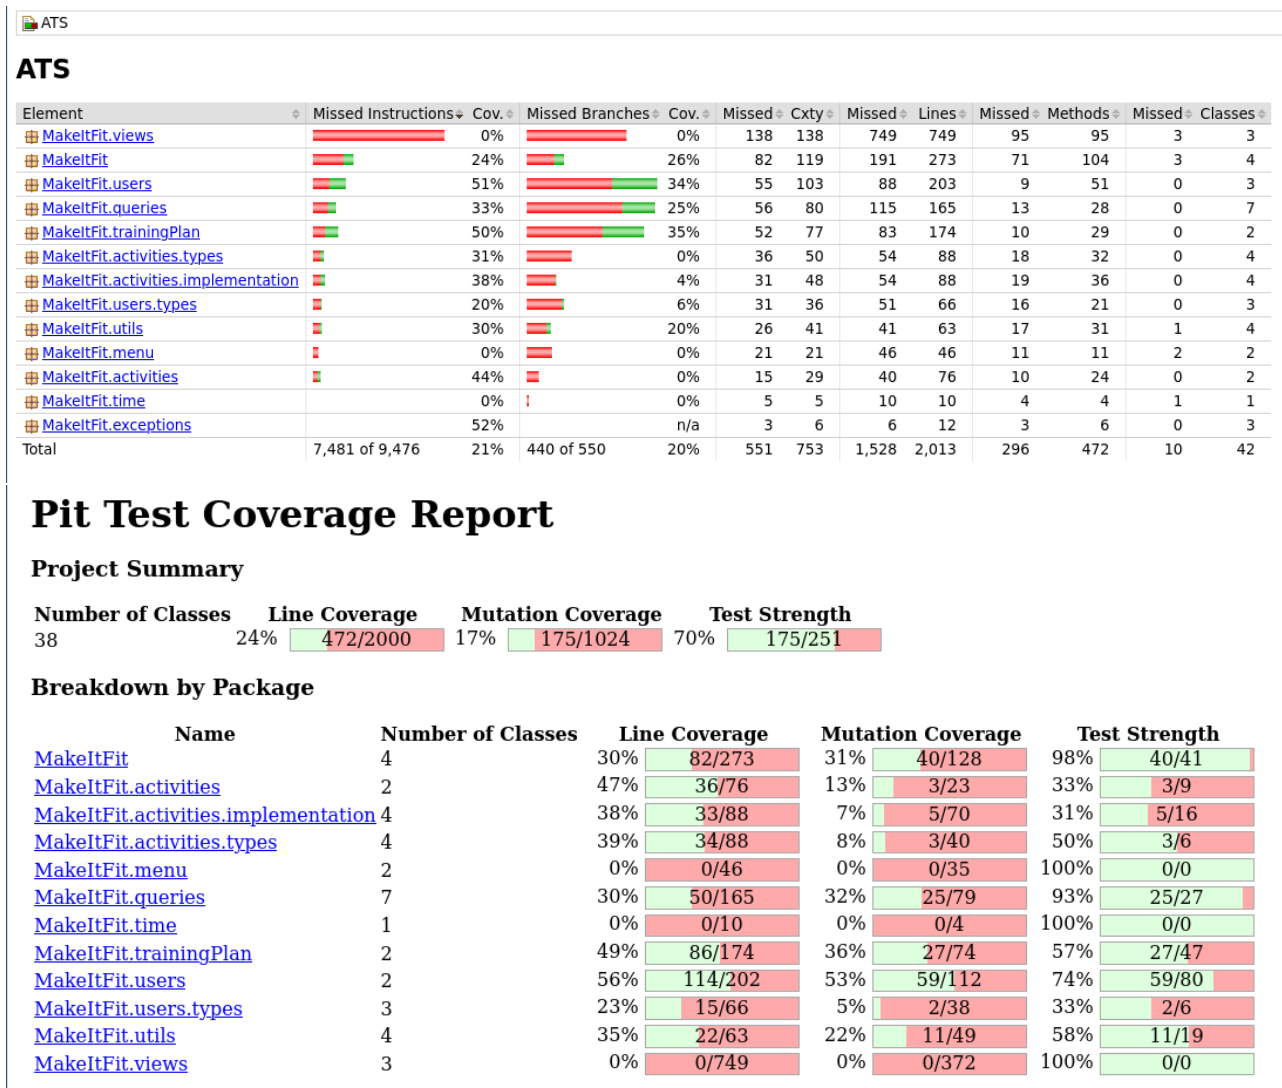 ATS
ATS
Element Missed Instructions Cov. Missed Branches Cov. Missed Cxty Missed Lines Missed Methods Missed Classes
MakeItFit.views 0% 0% 138 138 749 749 95 95 3 3
MakeItFit 24% 26% 82 119 191 273 71 104 3 4
MakeItFit.users 51% 34% 55 103 88 203 9 51 0 3
MakeItFit.queries 33% 25% 56 80 115 165 13 28 0 7
MakeItFit.trainingPlan 50% 35% 52 77 83 174 10 29 0 2
MakeItFit.activities.types 31% 0% 36 50 54 88 18 32 0 4
MakeItFit.activities.implementation 38% 4% 31 48 54 88 19 36 0 4
MakeItFit.users.types 20% 6% 31 36 51 66 16 21 0 3
MakeItFit.utils 30% 20% 26 41 41 63 17 31 1 4
MakeItFit.menu 0% 0% 21 21 46 46 11 11 2 2
MakeItFit.activities 44% 0% 15 29 40 76 10 24 0 2
MakeItFit.time 0% 0% 5 5 10 10 4 4 1 1
MakeItFit.exceptions 52% n/a 3 6 6 12 3 6 0 3
Total 7,481 of 9,476 21% 440 of 550 20% 551 753 1,528 2,013 296 472 10 42
Pit Test Coverage Report
Project Summary
Number of Classes Line Coverage Mutation Coverage Test Strength
38 24% 472/2000 17% 175/1024 70% 175/251
Breakdown by Package
Name Number of Classes Line Coverage Mutation Coverage Test Strength
MakeItFit 4 30% 82/273 31% 40/128 98% 40/41
MakeItFit.activities 2 47% 36/76 13% 3/23 33% 3/9
MakeItFit.activities.implementation 4 38% 33/88 7% 5/70 31% 5/16
MakeItFit.activities.types 4 39% 34/88 8% 3/40 50% 3/6
MakeItFit.menu 2 0% 0/46 0% 0/35 100% 0/0
MakeItFit.queries 7 30% 50/165 32% 25/79 93% 25/27
MakeItFit.time 1 0% 0/10 0% 0/4 100% 0/0
MakeItFit.trainingPlan 2 49% 86/174 36% 27/74 57% 27/47
MakeItFit.users 2 56% 114/202 53% 59/112 74% 59/80
MakeItFit.users.types 3 23% 15/66 5% 2/38 33% 2/6
MakeItFit.utils 4 35% 22/63 22% 11/49 58% 11/19
MakeItFit.views 3 0% 0/749 0% 0/372 100% 0/0